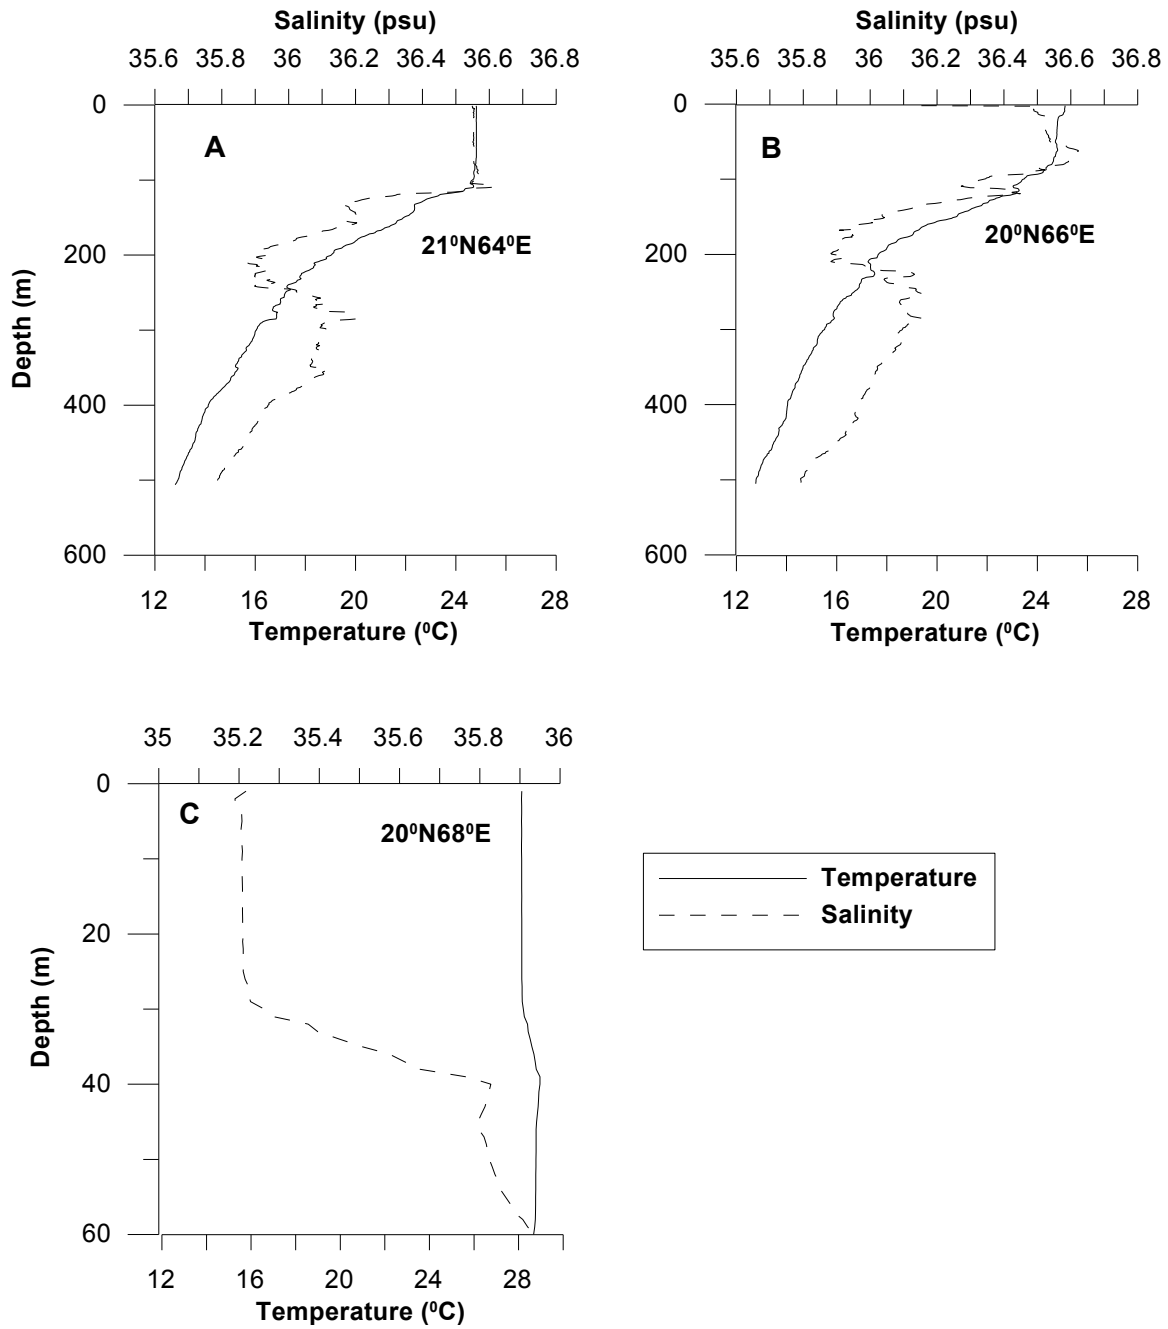 Salinity (psu)
35.6 35.8 36 36.2 36.4 36.6 36.8
0
200
400
600
Depth (m)
A
21⁰N64⁰E
12 16 20 24 28
Temperature (⁰C)
Salinity (psu)
35.6 35.8 36 36.2 36.4 36.6 36.8
0
200
400
600
B
20⁰N66⁰E
12 16 20 24 28
Temperature (⁰C)
35 35.2 35.4 35.6 35.8 36
0
20
40
60
Depth (m)
C
20⁰N68⁰E
12 16 20 24 28
Temperature (⁰C)
Temperature
Salinity